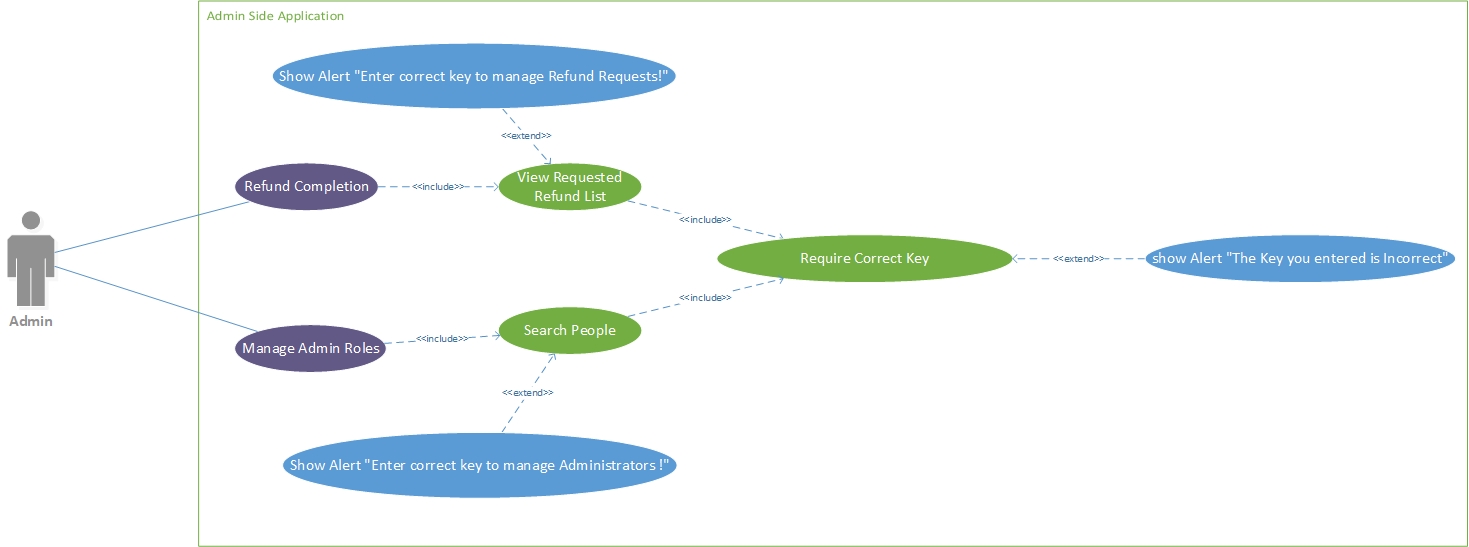 Admin Side Application
Show Alert "Enter correct key to manage Refund Requests!"
<<extend>>
Refund Completion
<<include>>
View Requested
Refund List
<<include>>
Require Correct Key
<<extend>>
show Alert "The Key you entered is Incorrect"
Admin
<<include>>
Search People
Manage Admin Roles
<<include>>
<<extend>>
Show Alert "Enter correct key to manage Administrators !"